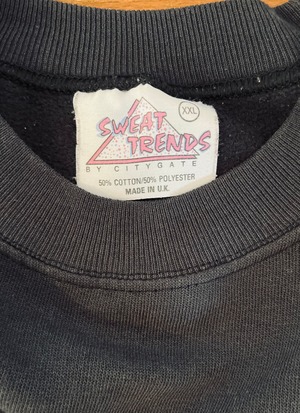 XXL
SWEAT
TRENDS
BY CITYGATE
50% COTTON/50% POLYESTER
MADE IN U.K.